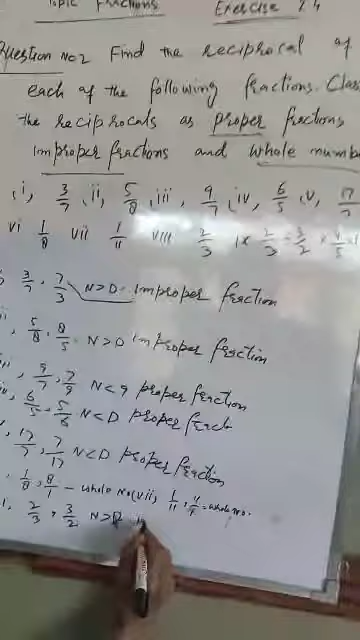 Topic Fractions Exercise 2.4
Question No 2 Find the reciprocal of
each of the following fractions. Clas
the reciprocals as proper fractions
improper fractions and whole numb
i, 3/7 ii, 5/8 iii, 9/7 iv, 6/5 v, 17/7
vi 1/8 vii 1/11 viii 2/3
3/7, 7/3 N>D improper fraction
5/8, 8/5 N>D improper fraction
9/7, 7/9 N<9 proper fraction
6/5, 5/6 N<D proper fract
17/7, 7/17 N<D proper fraction
1/8, 8/1 - whole No (vii, 1/11, 11/1 = whole No.
2/3, 3/2 N>